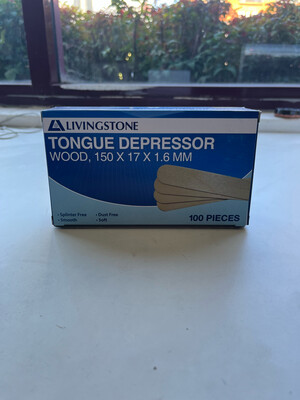 LIVINGSTONE
TONGUE DEPRESSOR
WOOD, 150 X 17 X 1.6 MM
• Splinter Free • Dust Free
• Smooth • Soft
100 PIECES